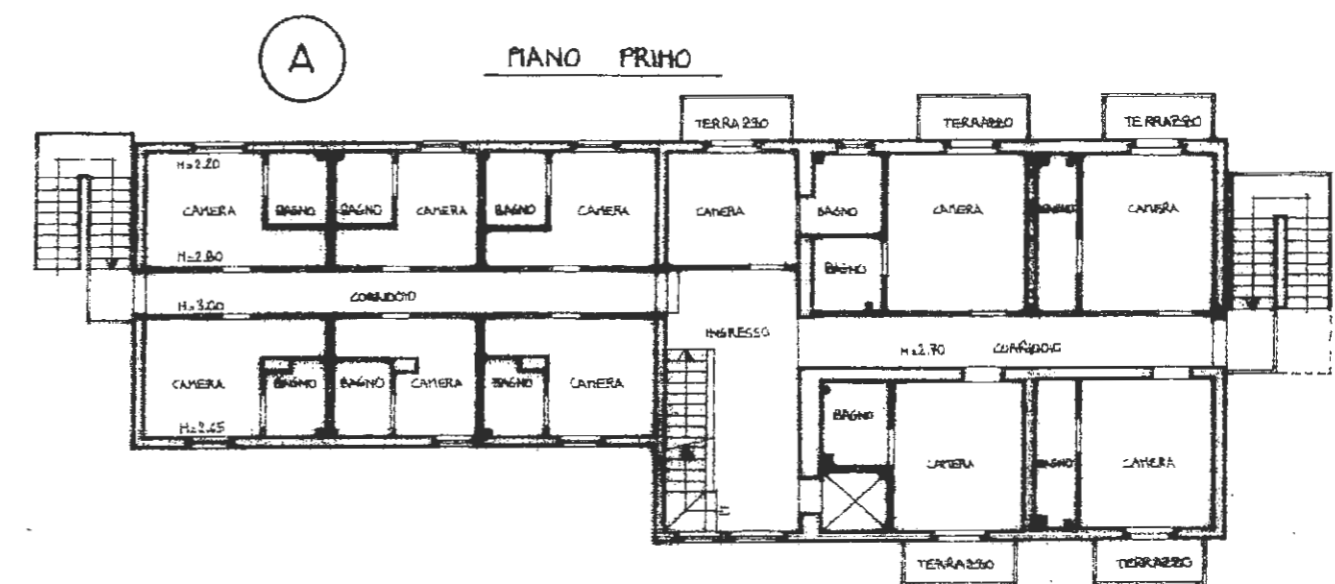 A
PIANO PRIMO
TERRAZZO
TERRAZZO
TERRAZZO
H=2.20
CAMERA
BAGNO
BAGNO
CAMERA
BAGNO
CAMERA
CAMERA
BAGNO
CAMERA
BAGNO
CAMERA
H=2.80
BAGNO
H=3.00
CORRIDOIO
INGRESSO
H=2.70
CORRIDOIO
CAMERA
BAGNO
BAGNO
CAMERA
BAGNO
CAMERA
BAGNO
H=2.45
CAMERA
BAGNO
CAMERA
TERRAZZO
TERRAZZO